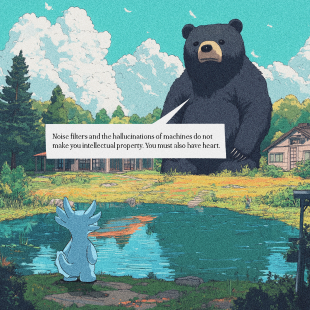 Noise filters and the hallucinations of machines do not
make you intellectual property. You must also have heart.